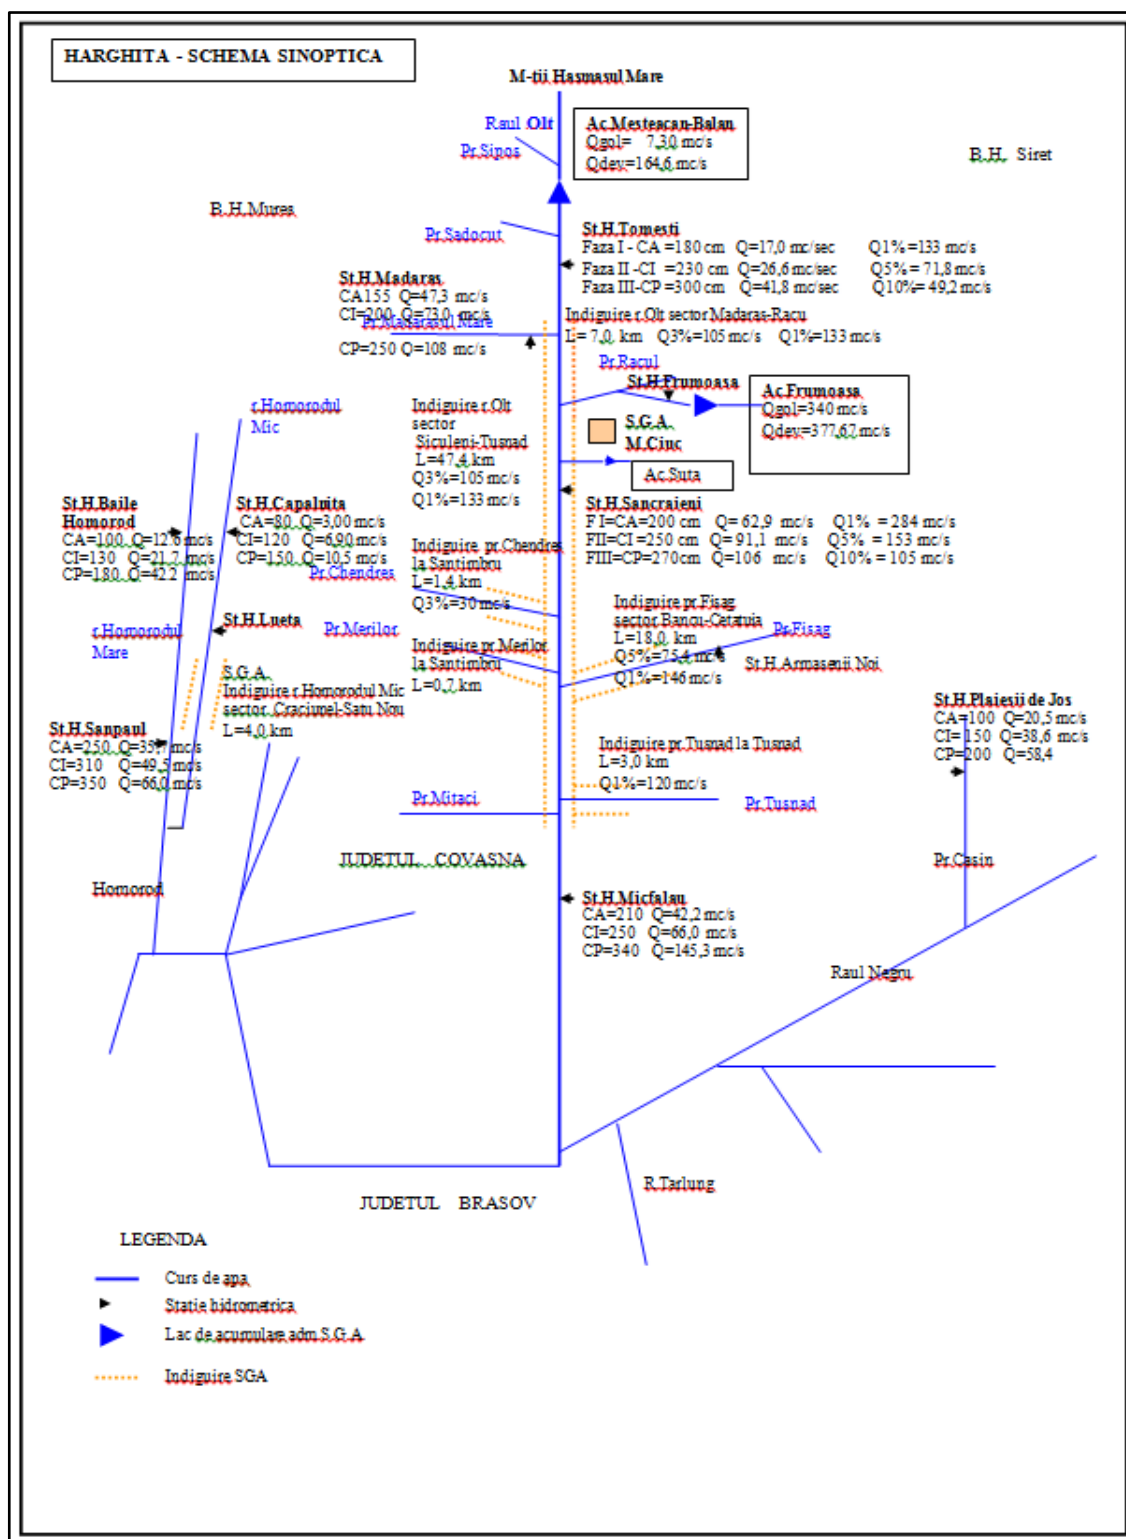 HARGHITA - SCHEMA SINOPTICA
M-tii Hasmasul Mare
Raul Olt
Pr.Sipos
Ac.Mesteacan-Balan
Qgol= 7,30 mc/s
Qdev=164,6 mc/s
B.H. Siret
B.H.Mures
Pr.Sadocut
St.H.Tomesti
Faza I - CA =180 cm Q=17,0 mc/sec Q1% =133 mc/s
Faza II -CI =230 cm Q=26,6 mc/sec Q5% = 71,8 mc/s
Faza III-CP =300 cm Q=41,8 mc/sec Q10%= 49,2 mc/s
St.H.Madaras
CA155 Q=47,3 mc/s
CI=200 Q=73,0 mc/s
Pr.Madarasul Mare
CP=250 Q=108 mc/s
Indiguire r.Olt sector Madaras-Racu
L= 7,0 km Q3%=105 mc/s Q1%=133 mc/s
Pr.Racul
St.H.Frumoasa
Ac.Frumoasa
Qgol=340 mc/s
Qdev=377,67 mc/s
S.G.A.
M.Ciuc
Ac.Suta
r.Homorodul
Mic
Indiguire r.Olt
sector
Siculeni-Tusnad
L=47,4 km
Q3%=105 mc/s
Q1%=133 mc/s
St.H.Baile
Homorod
CA=100 Q=12,6 mc/s
CI=130 Q=21,7 mc/s
CP=180 Q=42,2 mc/s
St.H.Capalnita
CA=80 Q=3,00 mc/s
CI=120 Q=6,90 mc/s
CP=150 Q=10,5 mc/s
St.H.Sancraieni
F I=CA=200 cm Q= 62,9 mc/s Q1% = 284 mc/s
FII=CI =250 cm Q= 91,1 mc/s Q5% = 153 mc/s
FIII=CP=270cm Q=106 mc/s Q10% = 105 mc/s
Indiguire pr.Chendres
la Santimbru
L=1,4 km
Q3%=30 mc/s
Pr.Chendres
St.H.Lueta
Pr.Merilor
r.Homorodul
Mare
Indiguire pr.Merilor
la Santimbru
L=0,7 km
Indiguire pr.Fisag
sector Bancu-Cetatuia
L=18,0 km
Q5%=75,4 mc/s
Q1%=146 mc/s
Pr.Fisag
St.H.Armasenii Noi
S.G.A.
Indiguire r.Homorodul Mic
sector Craciunel-Satu Nou
L=4,0 km
St.H.Sanpaul
CA=250 Q=35,7 mc/s
CI=310 Q=49,5 mc/s
CP=350 Q=66,0 mc/s
St.H.Plaiesii de Jos
CA=100 Q=20,5 mc/s
CI= 150 Q=38,6 mc/s
CP=200 Q=58,4
Indiguire pr.Tusnad la Tusnad
L=3,0 km
Q1%=120 mc/s
Pr.Mitaci
Pr.Tusnad
JUDETUL COVASNA
Pr.Casin
Homorod
St.H.Micfalau
CA=210 Q=42,2 mc/s
CI=250 Q=66,0 mc/s
CP=340 Q=145,3 mc/s
Raul Negru
R.Tarlung
JUDETUL BRASOV
LEGENDA
Curs de apa
Statie hidrometrica
Lac de acumulare adm S.G.A
Indiguire SGA